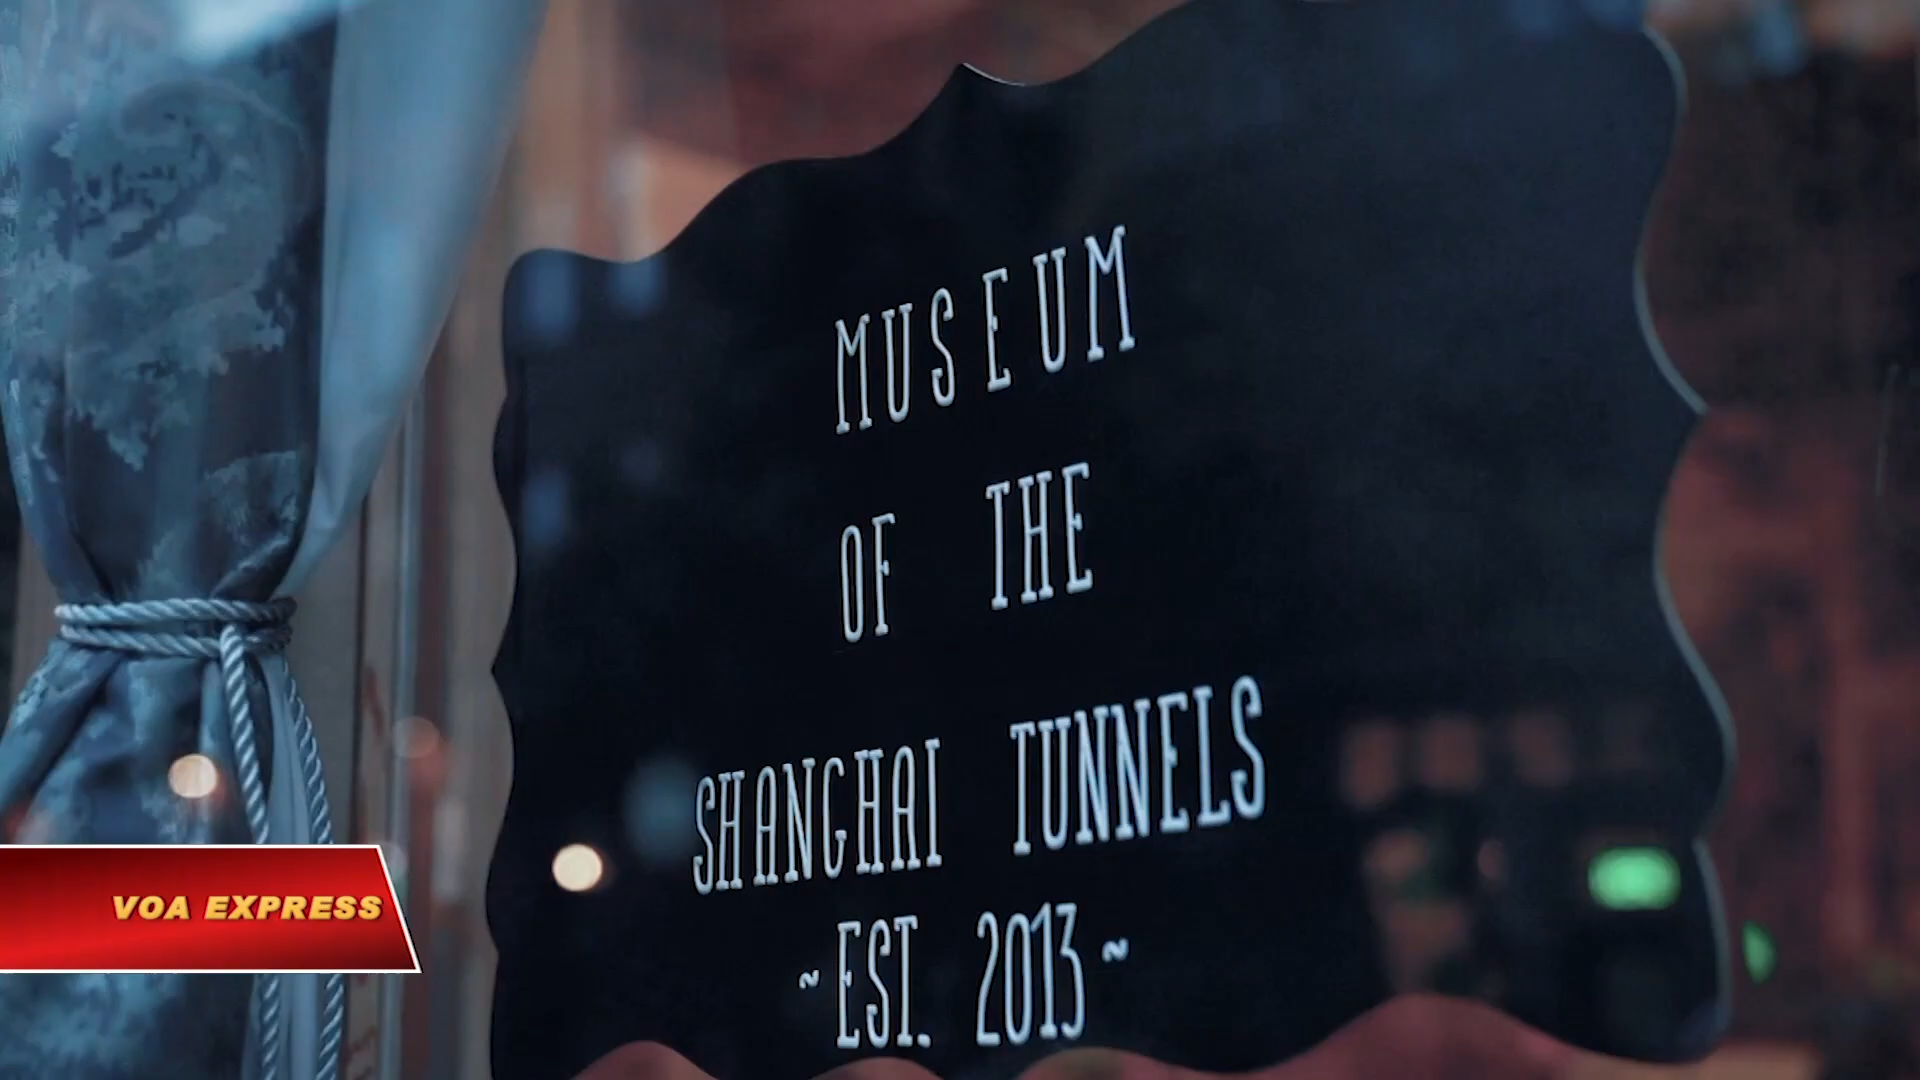 MUSEUM
OF THE
SHANGHAI TUNNELS
~EST. 2013~
VOA EXPRESS